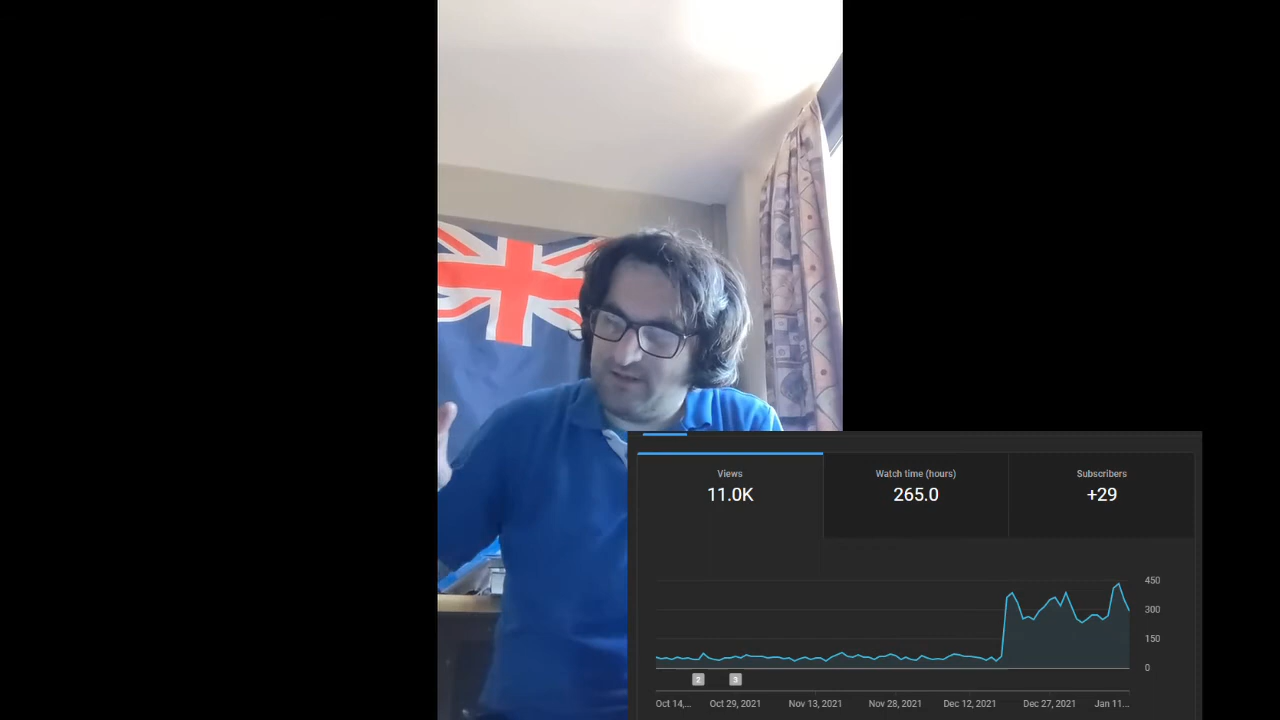 Views
11.0K
Watch time (hours)
265.0
Subscribers
+29
450
300
150
0
2
3
Oct 14,...
Oct 29, 2021
Nov 13, 2021
Nov 28, 2021
Dec 12, 2021
Dec 27, 2021
Jan 11...